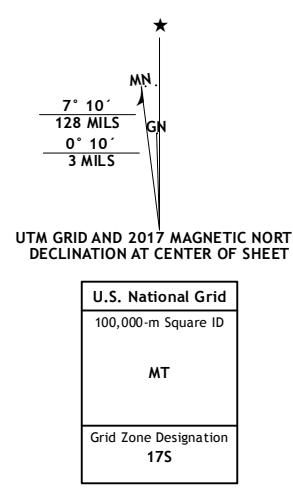 ★
MN
7° 10´
128 MILS
GN
0° 10´
3 MILS
UTM GRID AND 2017 MAGNETIC NORT
DECLINATION AT CENTER OF SHEET
U.S. National Grid
100,000-m Square ID
MT
Grid Zone Designation
17S